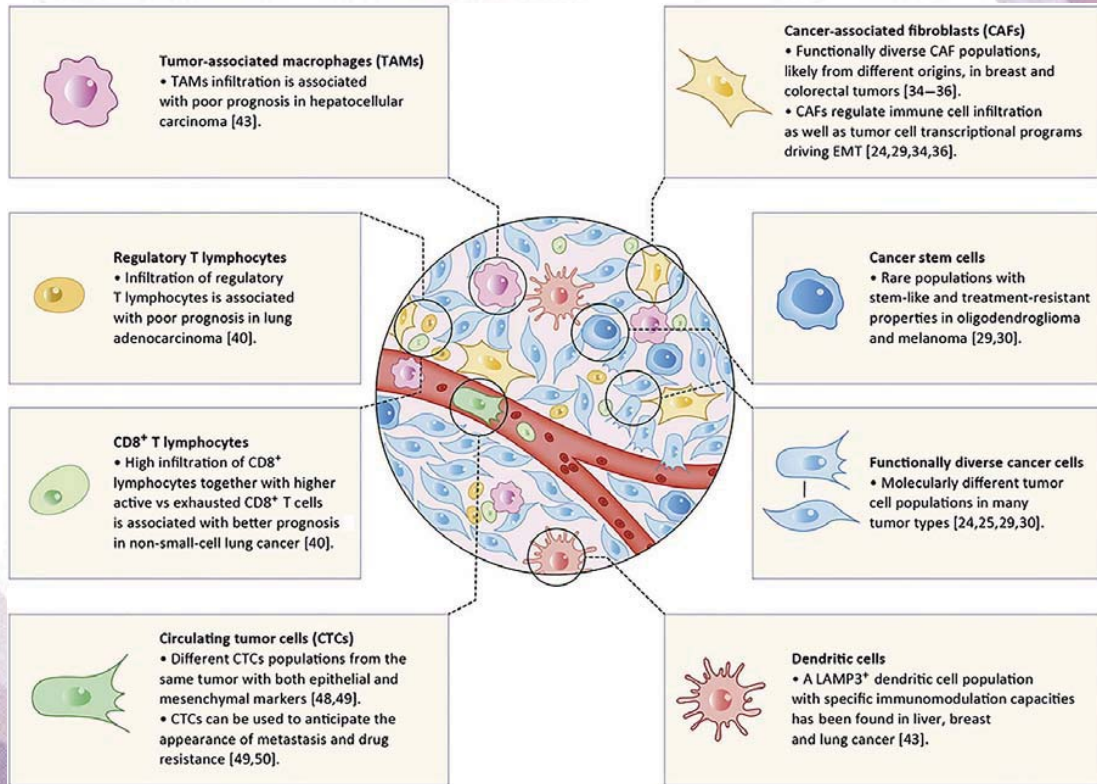 Tumor-associated macrophages (TAMs)
• TAMs infiltration is associated
with poor prognosis in hepatocellular
carcinoma [43].
Regulatory T lymphocytes
• Infiltration of regulatory
T lymphocytes is associated
with poor prognosis in lung
adenocarcinoma [40].
CD8⁺ T lymphocytes
• High infiltration of CD8⁺
lymphocytes together with higher
active vs exhausted CD8⁺ T cells
is associated with better prognosis
in non-small-cell lung cancer [40].
Circulating tumor cells (CTCs)
• Different CTCs populations from the
same tumor with both epithelial and
mesenchymal markers [48,49].
• CTCs can be used to anticipate the
appearance of metastasis and drug
resistance [49,50].
Cancer-associated fibroblasts (CAFs)
• Functionally diverse CAF populations,
likely from different origins, in breast and
colorectal tumors [34—36].
• CAFs regulate immune cell infiltration
as well as tumor cell transcriptional programs
driving EMT [24,29,34,36].
Cancer stem cells
• Rare populations with
stem-like and treatment-resistant
properties in oligodendroglioma
and melanoma [29,30].
Functionally diverse cancer cells
• Molecularly different tumor
cell populations in many
tumor types [24,25,29,30].
Dendritic cells
• A LAMP3⁺ dendritic cell population
with specific immunomodulation capacities
has been found in liver, breast
and lung cancer [43].